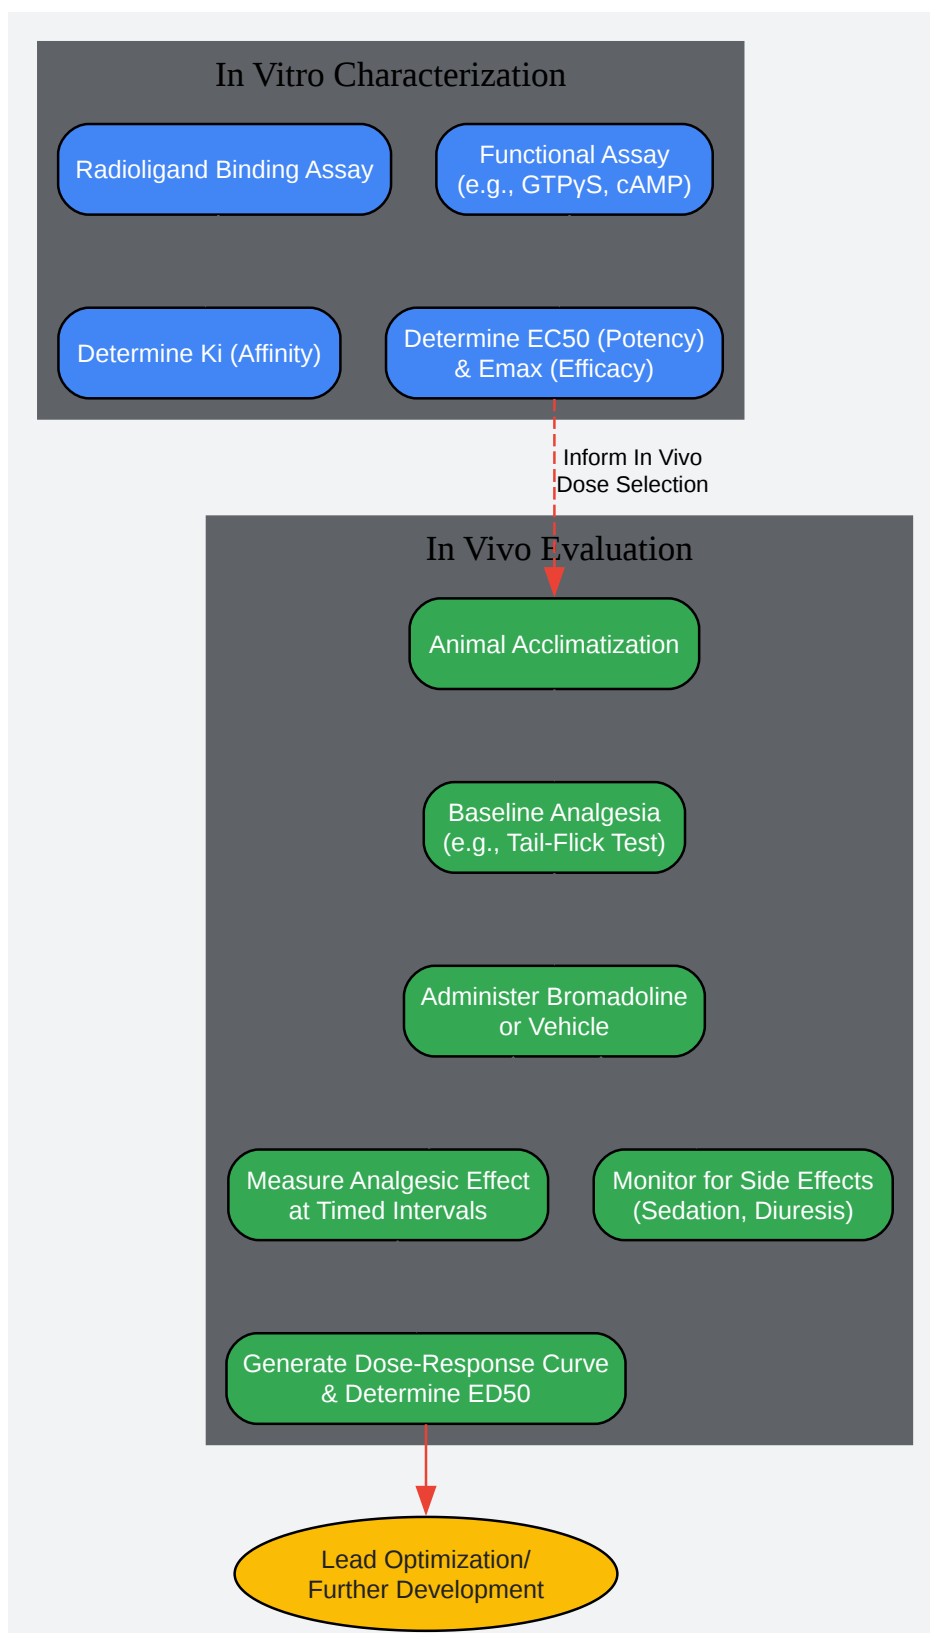 In Vitro Characterization
Radioligand Binding Assay
Functional Assay
(e.g., GTPγS, cAMP)
Determine Ki (Affinity)
Determine EC50 (Potency)
& Emax (Efficacy)
Inform In Vivo
Dose Selection
In Vivo Evaluation
Animal Acclimatization
Baseline Analgesia
(e.g., Tail-Flick Test)
Administer Bromadoline
or Vehicle
Measure Analgesic Effect
at Timed Intervals
Monitor for Side Effects
(Sedation, Diuresis)
Generate Dose-Response Curve
& Determine ED50
Lead Optimization/
Further Development